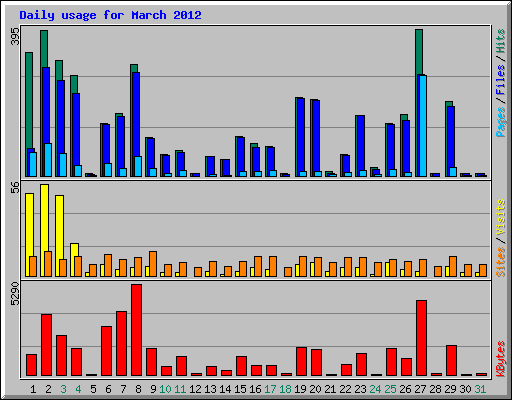 Daily usage for March 2012
395
Pages/Files/Hits
56
Sites/Visits
5290
KBytes
1 2 3 4 5 6 7 8 9 10 11 12 13 14 15 16 17 18 19 20 21 22 23 24 25 26 27 28 29 30 31